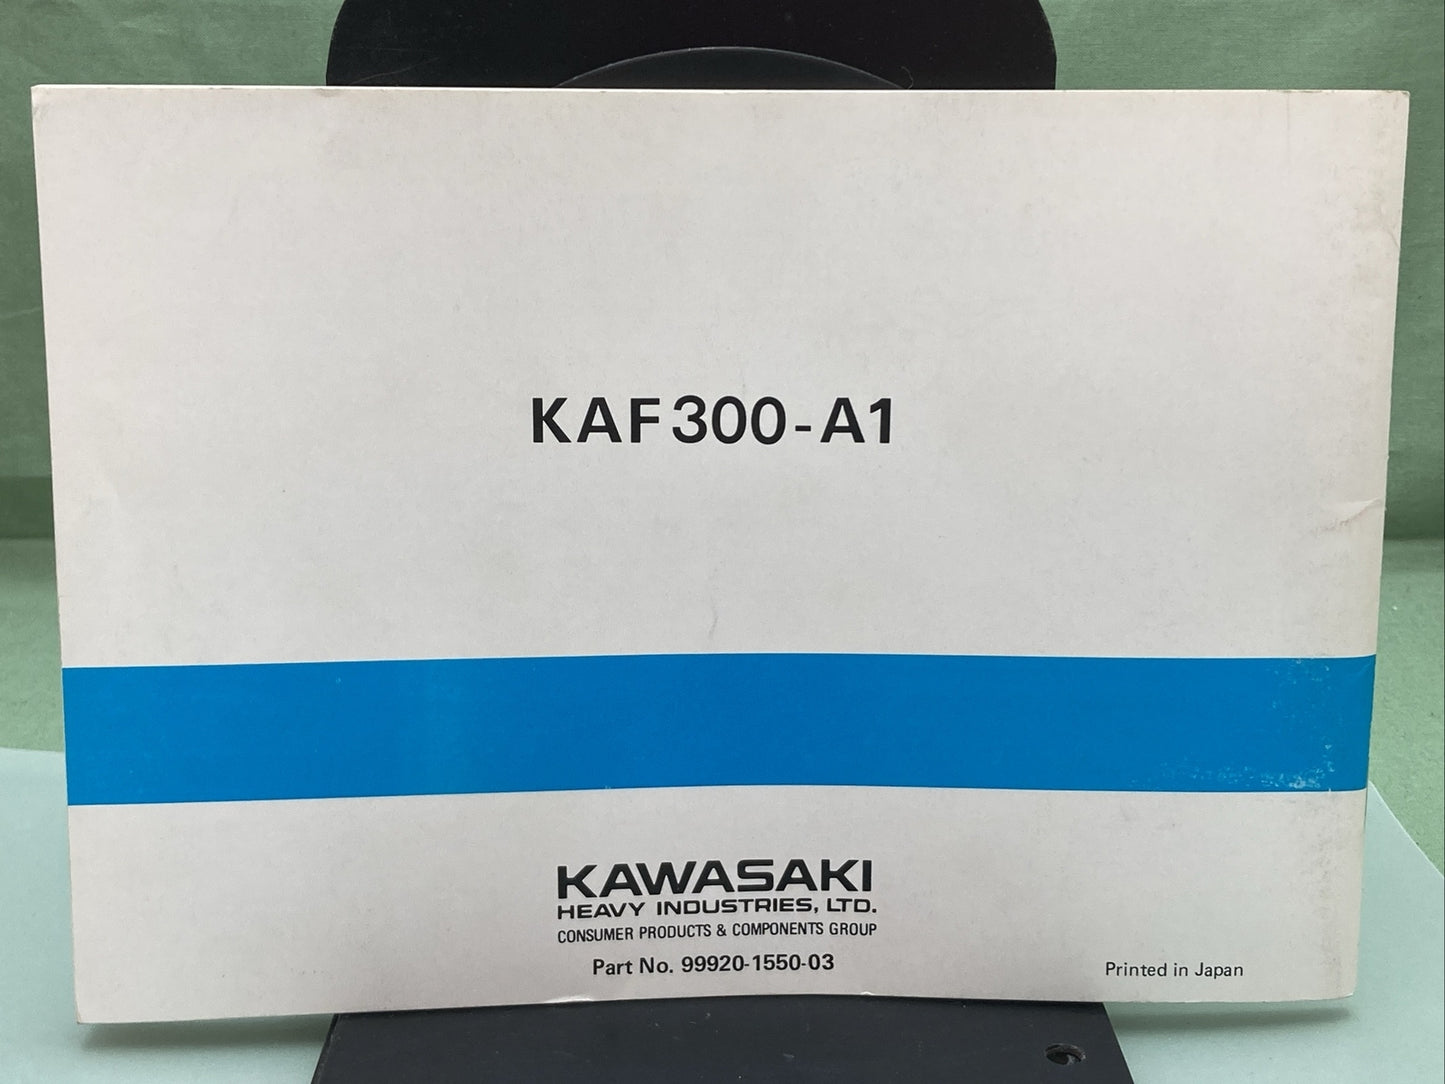 KAF300-A1
KAWASAKI
HEAVY INDUSTRIES, LTD.
CONSUMER PRODUCTS & COMPONENTS GROUP
Part No. 99920-1550-03
Printed in Japan